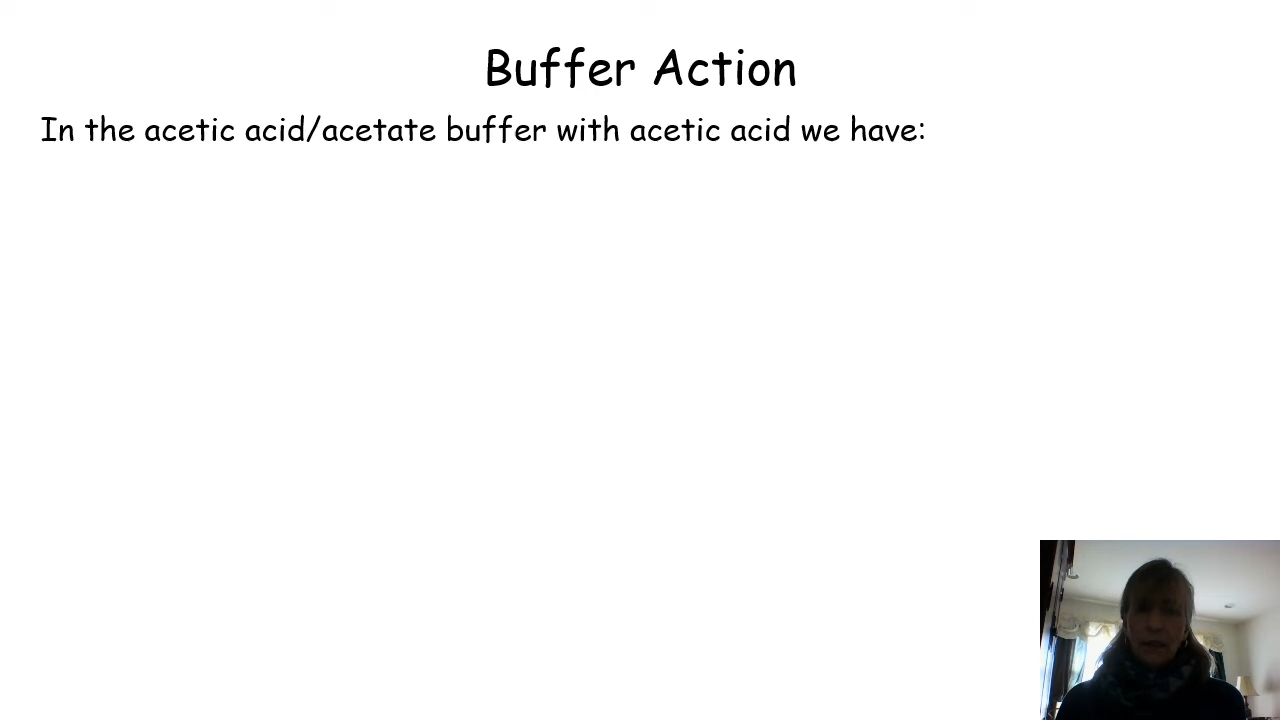 Buffer Action
In the acetic acid/acetate buffer with acetic acid we have: